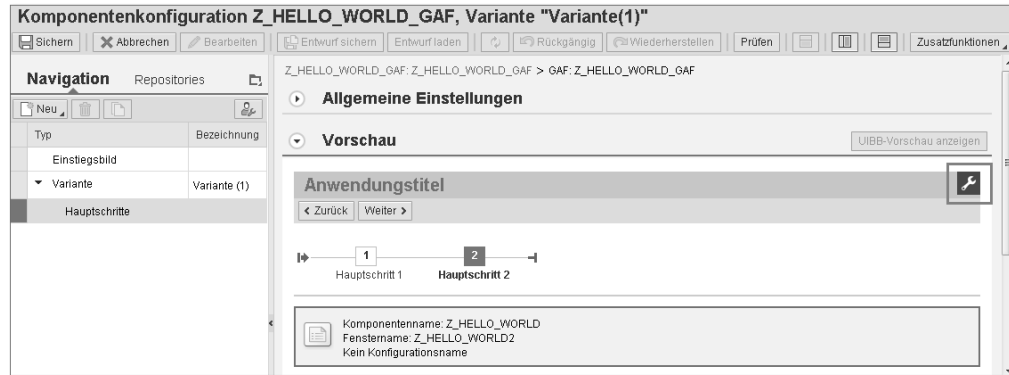 Komponentenkonfiguration Z_HELLO_WORLD_GAF, Variante "Variante(1)"
Sichern Abbrechen Bearbeiten Entwurf sichern Entwurf laden Rückgängig Wiederherstellen Prüfen Zusatzfunktionen
Navigation Repositories
Neu
Typ Bezeichnung
Einstiegsbild
Variante Variante (1)
Hauptschritte
Z_HELLO_WORLD_GAF: Z_HELLO_WORLD_GAF > GAF: Z_HELLO_WORLD_GAF
Allgemeine Einstellungen
Vorschau UIBB-Vorschau anzeigen
Anwendungstitel
Zurück Weiter
1 2
Hauptschritt 1 Hauptschritt 2
Komponentenname: Z_HELLO_WORLD
Fenstername: Z_HELLO_WORLD2
Kein Konfigurationsname